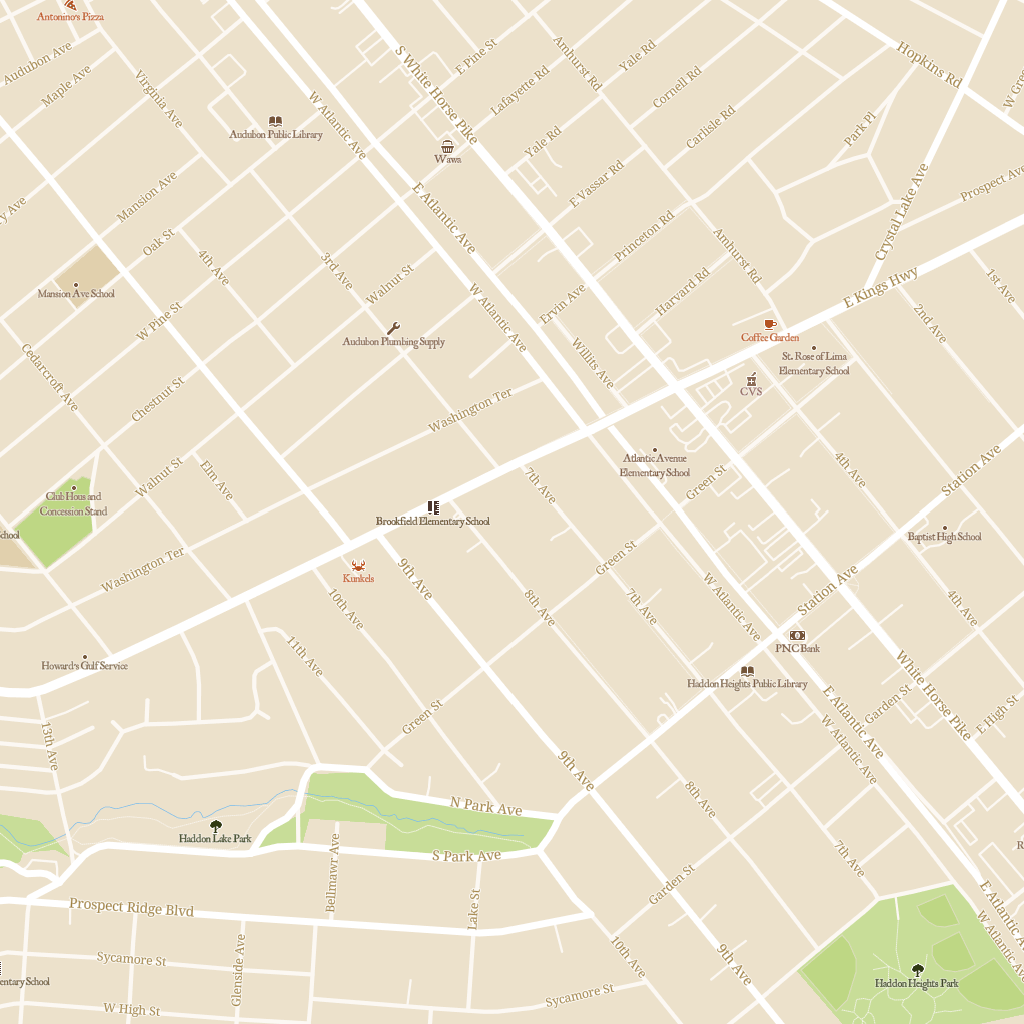 Antonino's Pizza
Audubon Ave
Maple Ave
Virginia Ave
Audubon Public Library
W Atlantic Ave
S White Horse Pike
E Pine St
Amhurst Rd
Yale Rd
Lafayette Rd
Cornell Rd
Carlisle Rd
Yale Rd
Wawa
Hopkins Rd
Park Pl
W Gre
Prospect Ave
Crystal Lake Ave
E Vassar Rd
E Atlantic Ave
Mansion Ave
Oak St
4th Ave
3rd Ave
Walnut St
Princeton Rd
Harvard Rd
Amhurst Rd
E Kings Hwy
1st Ave
2nd Ave
Mansion Ave School
W Pine St
Audubon Plumbing Supply
W Atlantic Ave
Ervin Ave
Willits Ave
Coffee Garden
St. Rose of Lima
Elementary School
CVS
Cedarcroft Ave
Chestnut St
Washington Ter
Walnut St
Elm Ave
Club Hous and
Concession Stand
chool
Atlantic Avenue
Elementary School
Green St
4th Ave
Station Ave
7th Ave
Brookfield Elementary School
Baptist High School
Washington Ter
Kunkels
9th Ave
10th Ave
8th Ave
Green St
7th Ave
W Atlantic Ave
Station Ave
4th Ave
PNC Bank
Howard's Gulf Service
11th Ave
Haddon Heights Public Library
White Horse Pike
Garden St
E High St
E Atlantic Ave
W Atlantic Ave
Green St
13th Ave
9th Ave
8th Ave
N Park Ave
Haddon Lake Park
S Park Ave
7th Ave
R
Bellmawr Ave
Lake St
Garden St
Prospect Ridge Blvd
Glenside Ave
Sycamore St
10th Ave
9th Ave
E Atlantic A
W Atlantic Ave
ementary School
Haddon Heights Park
Sycamore St
W High St